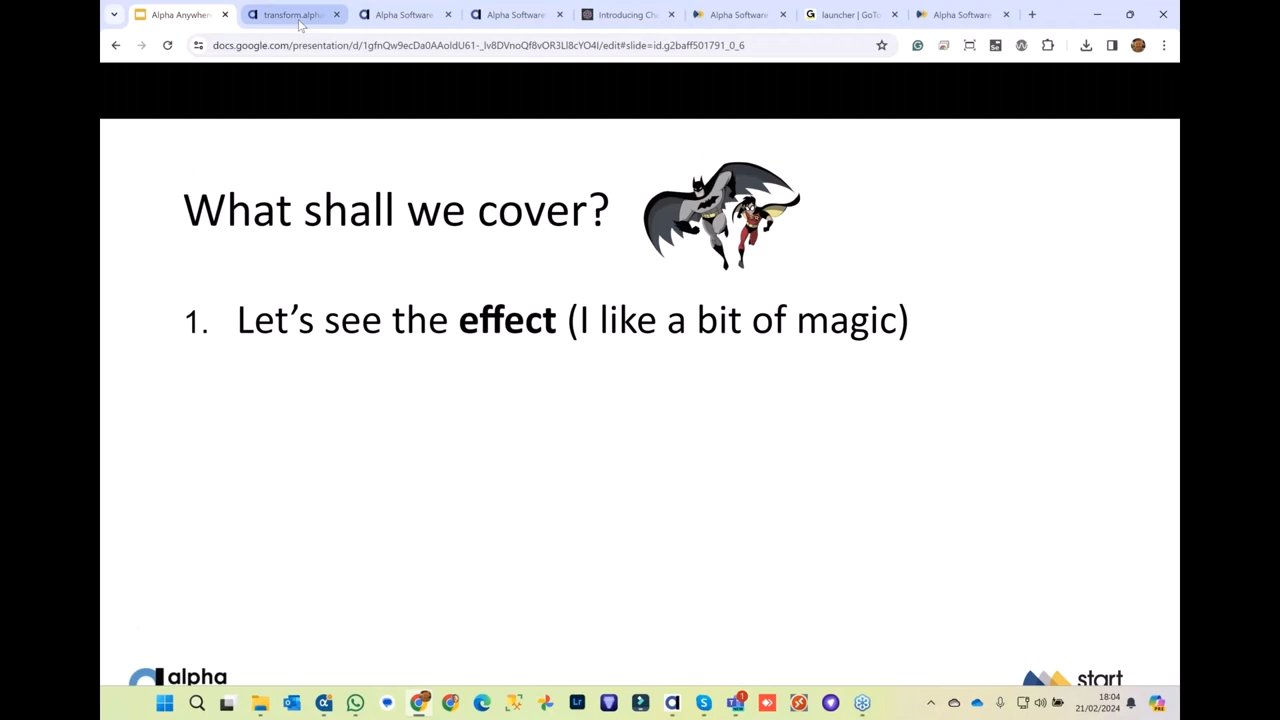 Alpha Anywhere
transform.alpha
Alpha Software
Alpha Software
Introducing Ch
Alpha Software
launcher | GoTo
Alpha Software
docs.google.com/presentation/d/1gfnQw9ecDa0AAoldU61-_lv8DVnoQf8vOR3Ll8cYO4I/edit#slide=id.g2baff501791_0_6
What shall we cover?
1. Let's see the effect (I like a bit of magic)
alpha
start
18:04
21/02/2024